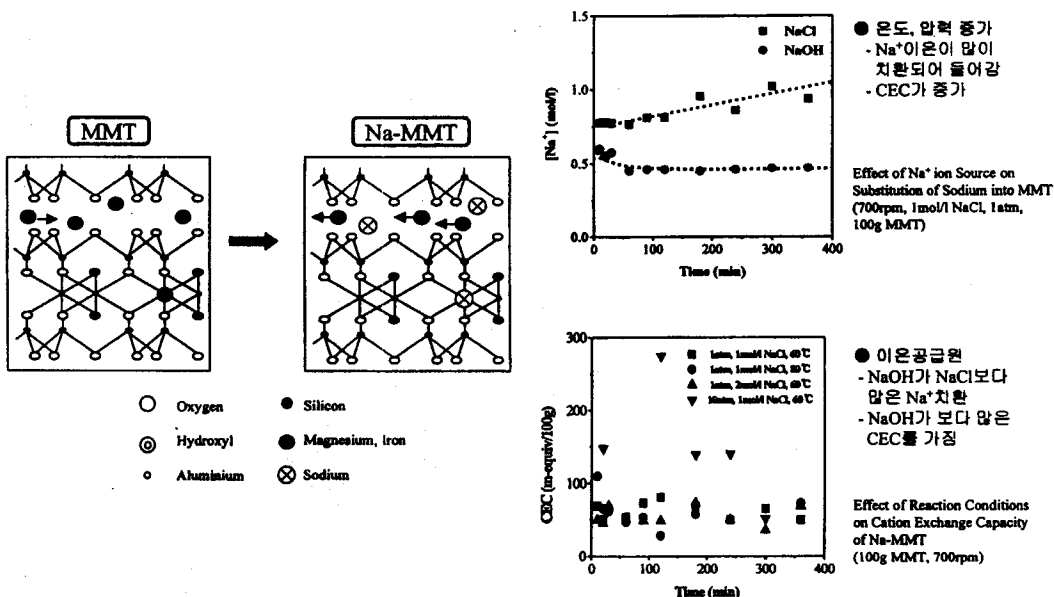 MMT
Na-MMT
Oxygen
Silicon
Hydroxyl
Magnesium, Iron
Aluminium
Sodium
1.5
1.0
0.5
0.0
[Na⁺] (mol/l)
NaCl
NaOH
0
100
200
300
400
Time (min)
● 온도, 압력 증가
- Na⁺이온이 많이
치환되어 들어감
- CEC가 증가
Effect of Na⁺ ion Source on
Substitution of Sodium into MMT
(700rpm, 1mol/l NaCl, 1atm,
100g MMT)
300
200
100
0
CEC (m-equiv/100g)
1atm, 1mol/l NaCl, 60℃
1atm, 1mol/l NaCl, 80℃
1atm, 2mol/l NaCl, 60℃
10atm, 1mol/l NaCl, 60℃
0
100
200
300
400
Time (min)
● 이온공급원
- NaOH가 NaCl보다
많은 Na⁺치환
- NaOH가 보다 많은
CEC를 가짐
Effect of Reaction Conditions
on Cation Exchange Capacity
of Na-MMT
(100g MMT, 700rpm)